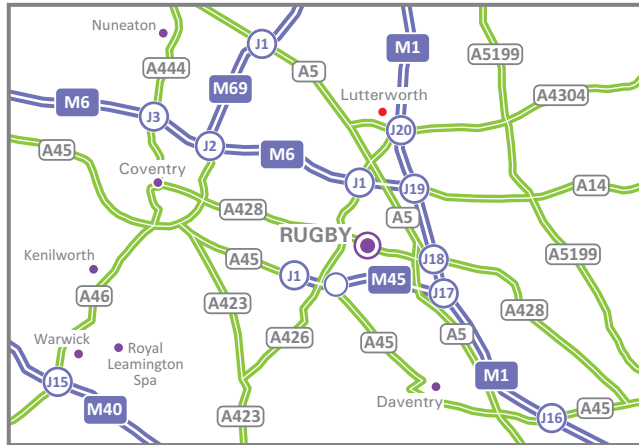 Nuneaton
J1
M1
A5199
A444
A5
M69
M6
Lutterworth
A4304
J3
J20
A45
J2
M6
Coventry
J1
J19
A14
A428
A5
RUGBY
A5199
Kenilworth
A45
J18
J1
M45
J17
A46
A423
A428
Warwick
A426
A45
A5
Royal
Leamington
Spa
M1
J15
M40
Daventry
A423
A45
J16